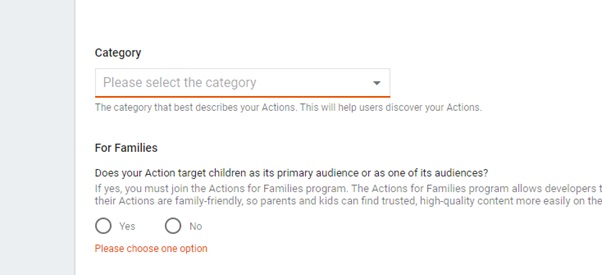 Category
Please select the category
The category that best describes your Actions. This will help users discover your Actions.
For Families
Does your Action target children as its primary audience or as one of its audiences?
If yes, you must join the Actions for Families program. The Actions for Families program allows developers t
their Actions are family-friendly, so parents and kids can find trusted, high-quality content more easily on the
Yes No
Please choose one option